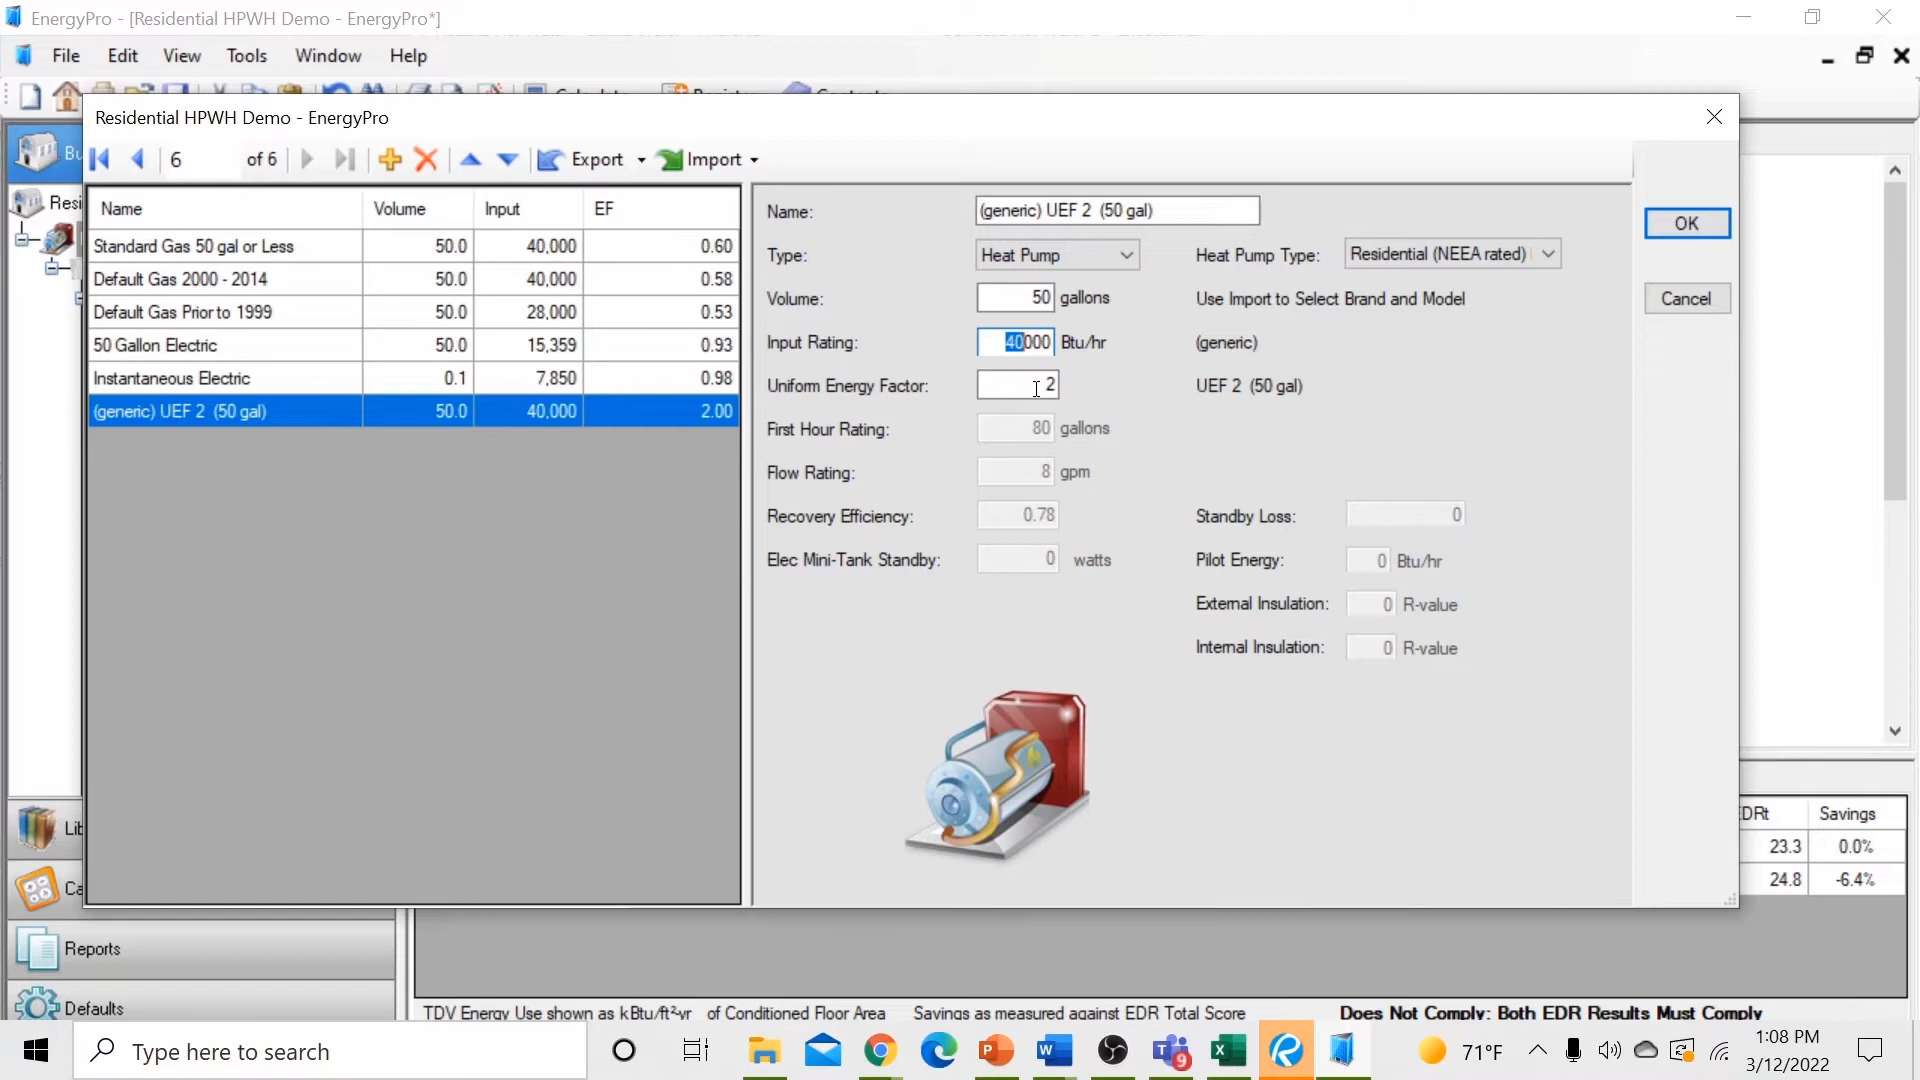 EnergyPro - [Residential HPWH Demo - EnergyPro*]
File Edit View Tools Window Help
Residential HPWH Demo - EnergyPro
6 of 6 Export Import
Name Volume Input EF
Standard Gas 50 gal or Less 50.0 40,000 0.60
Default Gas 2000 - 2014 50.0 40,000 0.58
Default Gas Prior to 1999 50.0 28,000 0.53
50 Gallon Electric 50.0 15,359 0.93
Instantaneous Electric 0.1 7,850 0.98
(generic) UEF 2 (50 gal) 50.0 40,000 2.00
Name: (generic) UEF 2 (50 gal)
Type: Heat Pump Heat Pump Type: Residential (NEEA rated)
Volume: 50 gallons Use Import to Select Brand and Model
Input Rating: 40000 Btu/hr (generic)
Uniform Energy Factor: 2 UEF 2 (50 gal)
First Hour Rating: 80 gallons
Flow Rating: 8 gpm
Recovery Efficiency: 0.78 Standby Loss: 0
Elec Mini-Tank Standby: 0 watts Pilot Energy: 0 Btu/hr
External Insulation: 0 R-value
Internal Insulation: 0 R-value
OK
Cancel
Bu
Resi
Lib
Ca
Reports
Defaults
EDRt Savings
23.3 0.0%
24.8 -6.4%
TDV Energy Use shown as kBtu/ft²-yr of Conditioned Floor Area Savings as measured against EDR Total Score Does Not Comply: Both EDR Results Must Comply
Type here to search
9
71°F
1:08 PM
3/12/2022